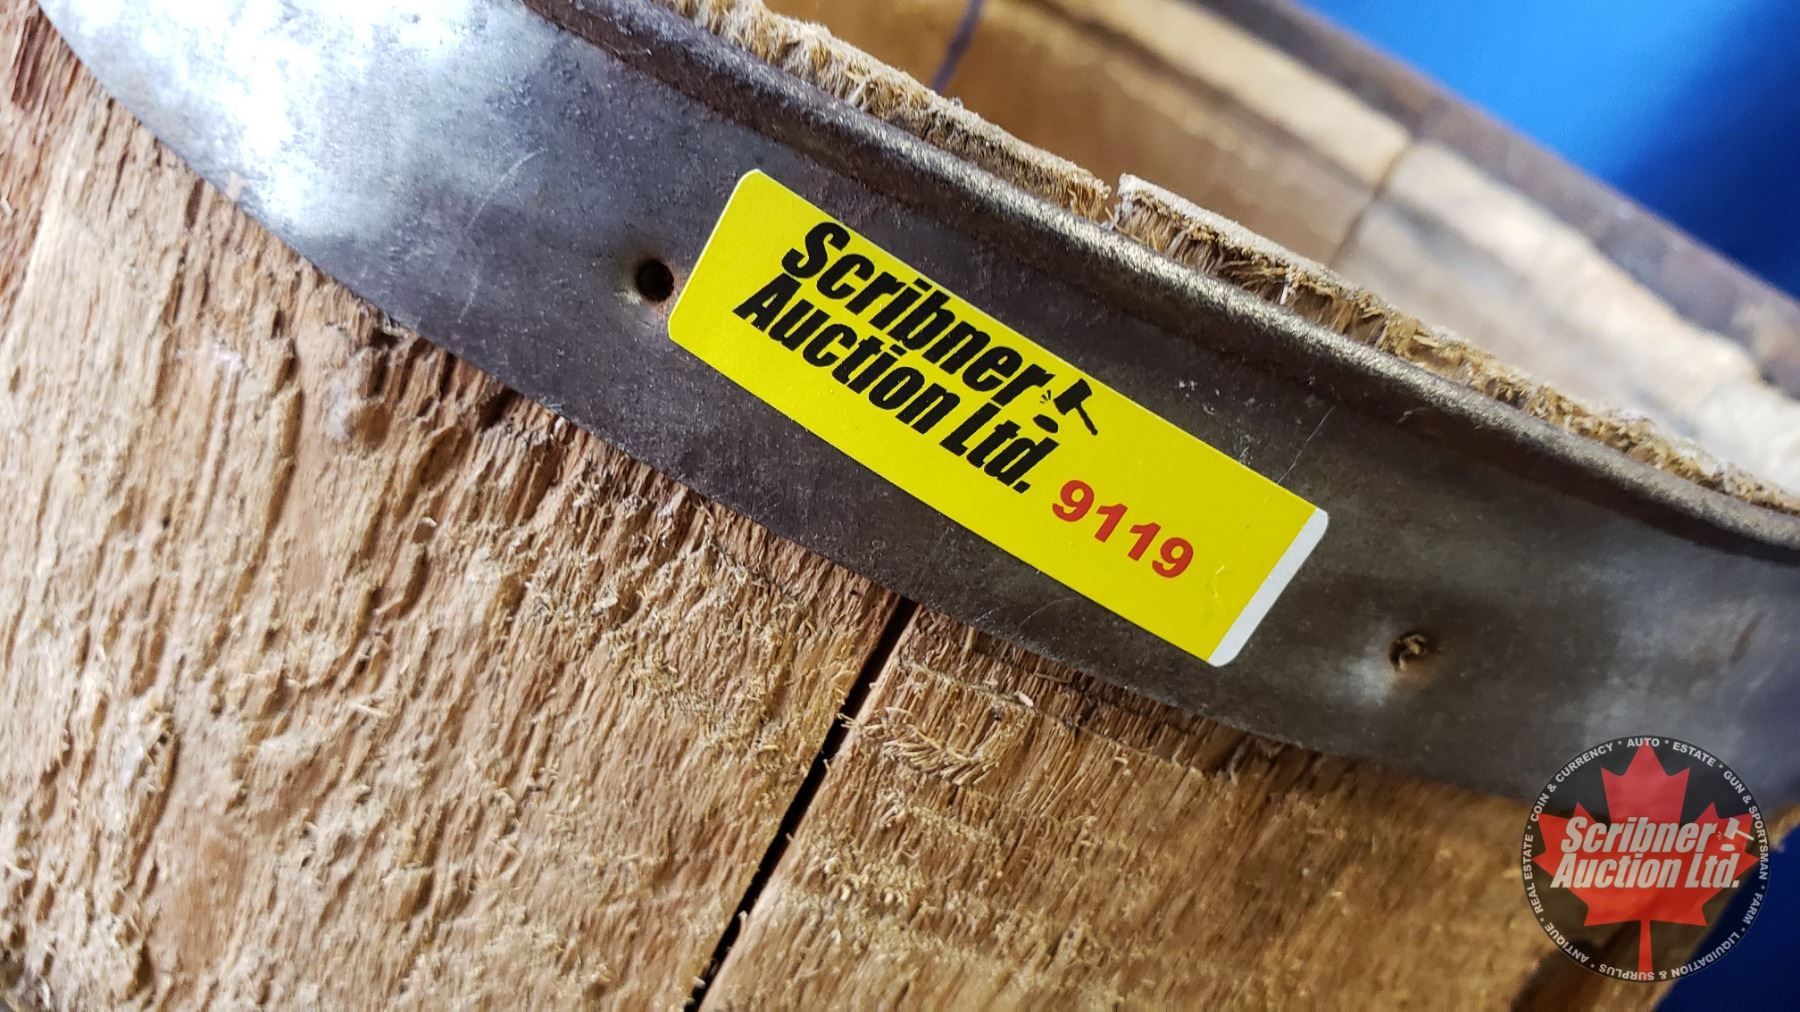 Scribner
Auction Ltd.
9119
COIN & CURRENCY * AUTO * ESTATE * GUN & SPORTSMAN * FARM * LIQUIDATION & SURPLUS * ANTIQUE * REAL ESTATE *
Scribner
Auction Ltd.